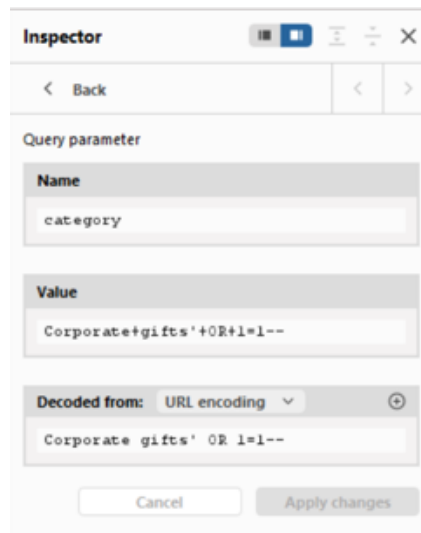 Inspector
Back
Query parameter
Name
category
Value
Corporate+gifts'+OR+1=1--
Decoded from: URL encoding
Corporate gifts' OR 1=1--
Cancel Apply changes